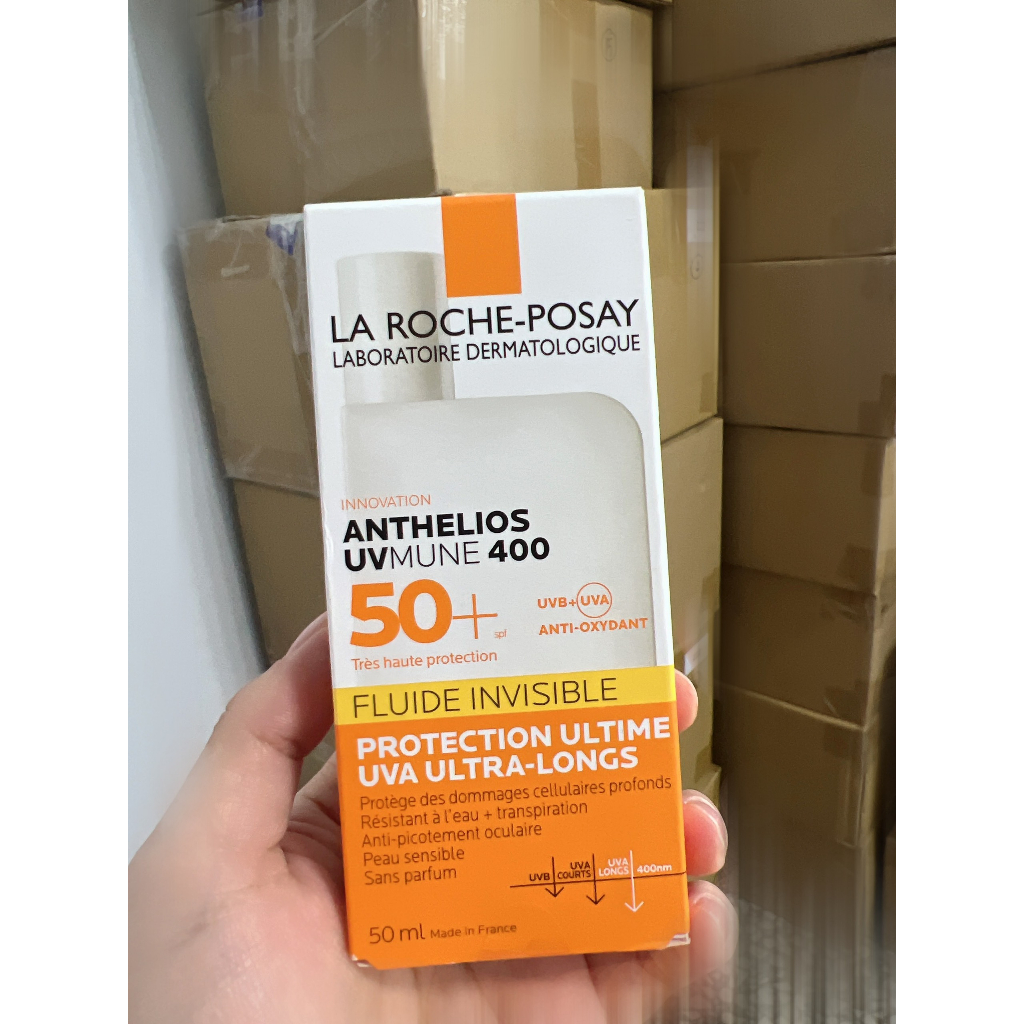 LA ROCHE-POSAY
LABORATOIRE DERMATOLOGIQUE
INNOVATION
ANTHELIOS
UVMUNE 400
50+ spf
UVB+UVA
ANTI-OXYDANT
Très haute protection
FLUIDE INVISIBLE
PROTECTION ULTIME
UVA ULTRA-LONGS
Protège des dommages cellulaires profonds
Résistant à l'eau + transpiration
Anti-picotement oculaire
Peau sensible
Sans parfum
UVB
UVA
COURTS
UVA
LONGS
400nm
50 ml Made in France